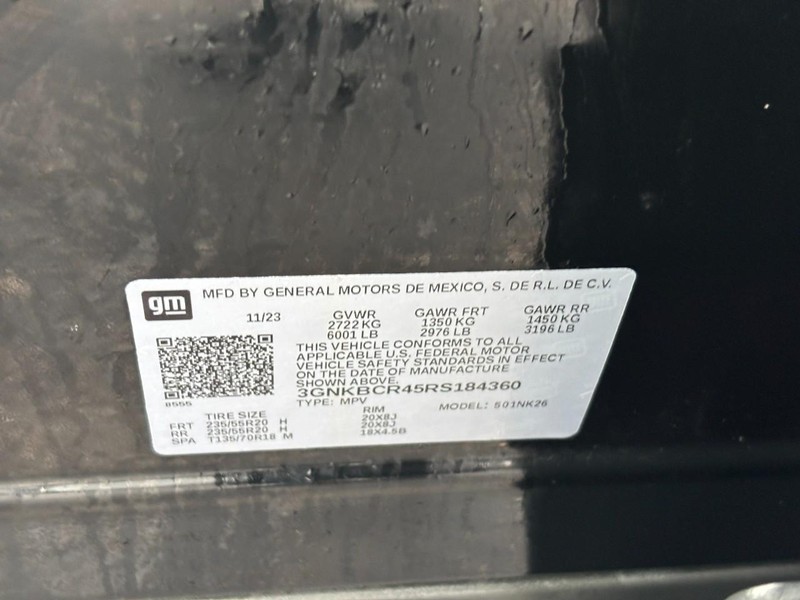 gm MFD BY GENERAL MOTORS DE MEXICO, S. DE R.L. DE C.V.
11/23 GVWR GAWR FRT GAWR RR
2722 KG 1350 KG 1450 KG
6001 LB 2976 LB 3196 LB
THIS VEHICLE CONFORMS TO ALL
APPLICABLE U.S. FEDERAL MOTOR
VEHICLE SAFETY STANDARDS IN EFFECT
ON THE DATE OF MANUFACTURE
SHOWN ABOVE.
3GNKBCR45RS184360
8555
TYPE: MPV MODEL: S01NK26
TIRE SIZE RIM
FRT 235/55R20 H 20X8J
RR 235/55R20 H 20X8J
SPA T135/70R18 M 18X4.5B